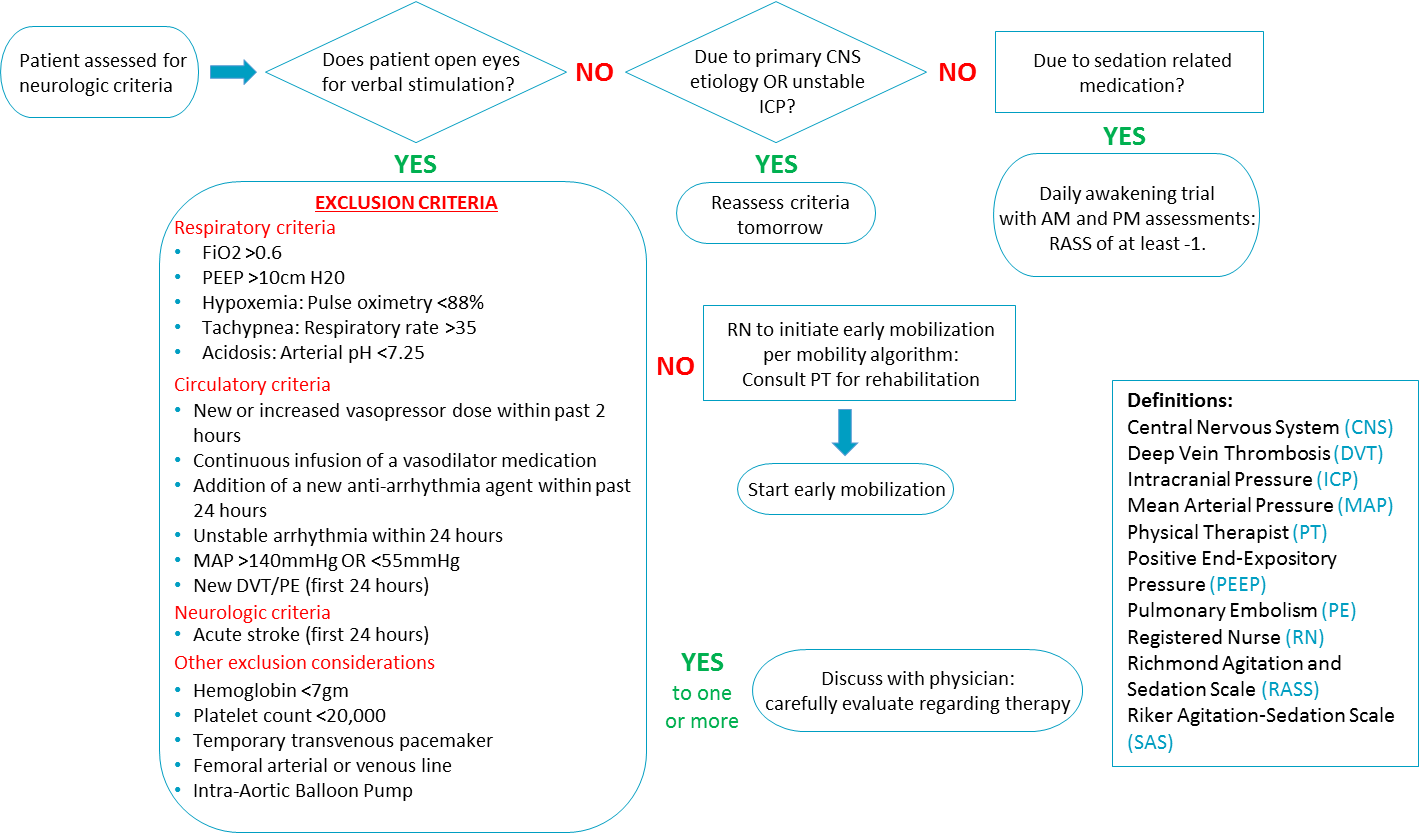 Patient assessed for
neurologic criteria
Does patient open eyes
for verbal stimulation?
NO
Due to primary CNS
etiology OR unstable
ICP?
NO
Due to sedation related
medication?
YES
YES
YES
Reassess criteria
tomorrow
Daily awakening trial
with AM and PM assessments:
RASS of at least -1.
EXCLUSION CRITERIA
Respiratory criteria
• FiO2 >0.6
• PEEP >10cm H20
• Hypoxemia: Pulse oximetry <88%
• Tachypnea: Respiratory rate >35
• Acidosis: Arterial pH <7.25
Circulatory criteria
• New or increased vasopressor dose within past 2
hours
• Continuous infusion of a vasodilator medication
• Addition of a new anti-arrhythmia agent within past
24 hours
• Unstable arrhythmia within 24 hours
• MAP >140mmHg OR <55mmHg
• New DVT/PE (first 24 hours)
Neurologic criteria
• Acute stroke (first 24 hours)
Other exclusion considerations
• Hemoglobin <7gm
• Platelet count <20,000
• Temporary transvenous pacemaker
• Femoral arterial or venous line
• Intra-Aortic Balloon Pump
NO
RN to initiate early mobilization
per mobility algorithm:
Consult PT for rehabilitation
Start early mobilization
YES
to one
or more
Discuss with physician:
carefully evaluate regarding therapy
Definitions:
Central Nervous System (CNS)
Deep Vein Thrombosis (DVT)
Intracranial Pressure (ICP)
Mean Arterial Pressure (MAP)
Physical Therapist (PT)
Positive End-Expository
Pressure (PEEP)
Pulmonary Embolism (PE)
Registered Nurse (RN)
Richmond Agitation and
Sedation Scale (RASS)
Riker Agitation-Sedation Scale
(SAS)